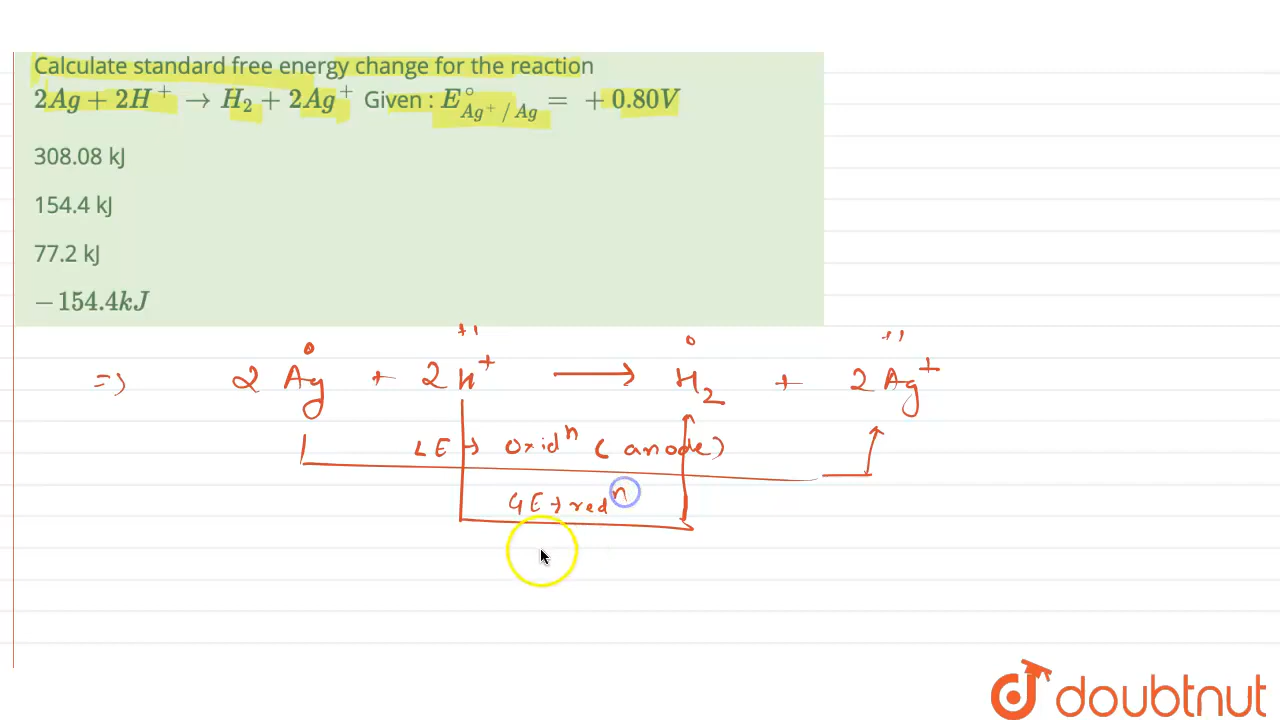 Calculate standard free energy change for the reaction
2Ag + 2H⁺ → H₂ + 2Ag⁺ Given : E°Ag⁺/Ag = +0.80V
308.08 kJ
154.4 kJ
77.2 kJ
−154.4kJ
0 +1 0 +1
=> 2 Ag + 2 H⁺ → H₂ + 2 Ag⁺
LE → Oxidⁿ (anode)
GE → redⁿ
doubtnut